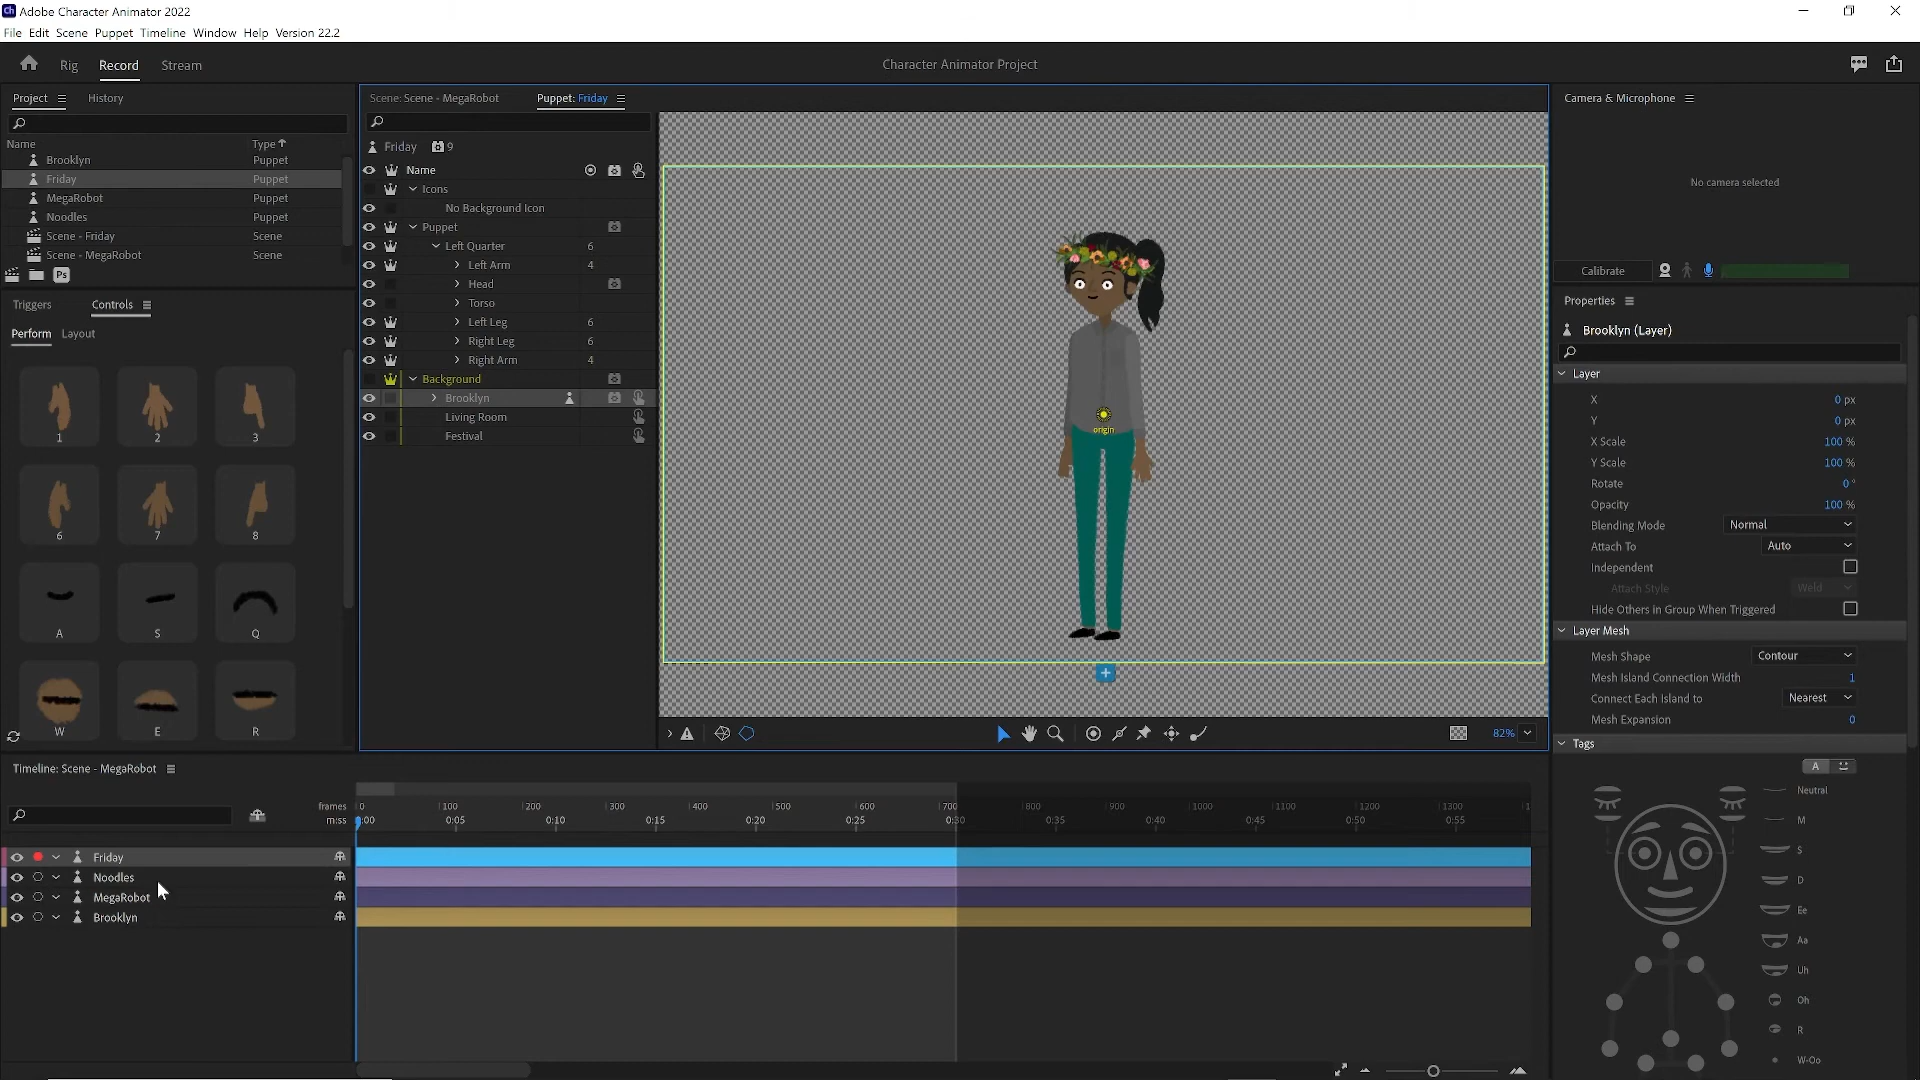 Ch Adobe Character Animator 2022
File Edit Scene Puppet Timeline Window Help Version 22.2
Rig Record Stream
Character Animator Project
Project History
Name Type
Brooklyn Puppet
Friday Puppet
MegaRobot Puppet
Noodles Puppet
Scene - Friday Scene
Scene - MegaRobot Scene
Ps
Triggers Controls
Perform Layout
1 2 3
6 7 8
A S Q
W E R
Scene: Scene - MegaRobot Puppet: Friday
Friday 9
Name
Icons
No Background Icon
Puppet
Left Quarter 6
Left Arm 4
Head
Torso
Left Leg 6
Right Leg 6
Right Arm 4
Background
Brooklyn
Living Room
Festival
origin
82%
Camera & Microphone
No camera selected
Calibrate
Properties
Brooklyn (Layer)
Layer
X 0 px
Y 0 px
X Scale 100 %
Y Scale 100 %
Rotate 0 °
Opacity 100 %
Blending Mode Normal
Attach To Auto
Independent
Attach Style Weld
Hide Others in Group When Triggered
Layer Mesh
Mesh Shape Contour
Mesh Island Connection Width 1
Connect Each Island to Nearest
Mesh Expansion 0
Tags
A
Neutral
M
S
D
Ee
Aa
Uh
Oh
R
W-Oo
Timeline: Scene - MegaRobot
frames 0 100 200 300 400 500 600 700 800 900 1000 1100 1200 1300 1
m:ss 0:00 0:05 0:10 0:15 0:20 0:25 0:30 0:35 0:40 0:45 0:50 0:55
Friday
Noodles
MegaRobot
Brooklyn